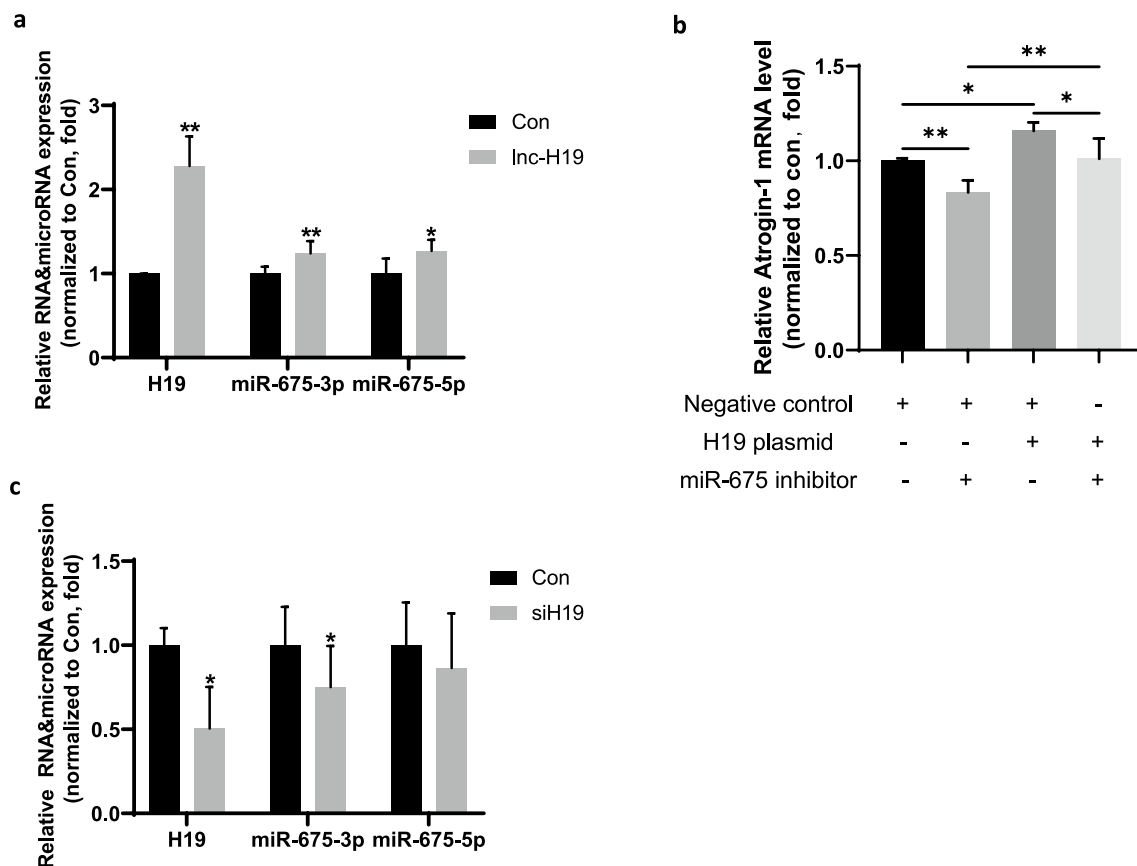 a
Relative RNA&microRNA expression
(normalized to Con, fold)
3
2
1
0
**
**
*
H19
miR-675-3p
miR-675-5p
Con
lnc-H19
b
Relative Atrogin-1 mRNA level
(normalized to con, fold)
1.5
1.0
0.5
0.0
**
*
*
**
Negative control + + + -
H19 plasmid - - + +
miR-675 inhibitor - + - +
c
Relative RNA&microRNA expression
(normalized to Con, fold)
1.5
1.0
0.5
0.0
*
*
H19
miR-675-3p
miR-675-5p
Con
siH19